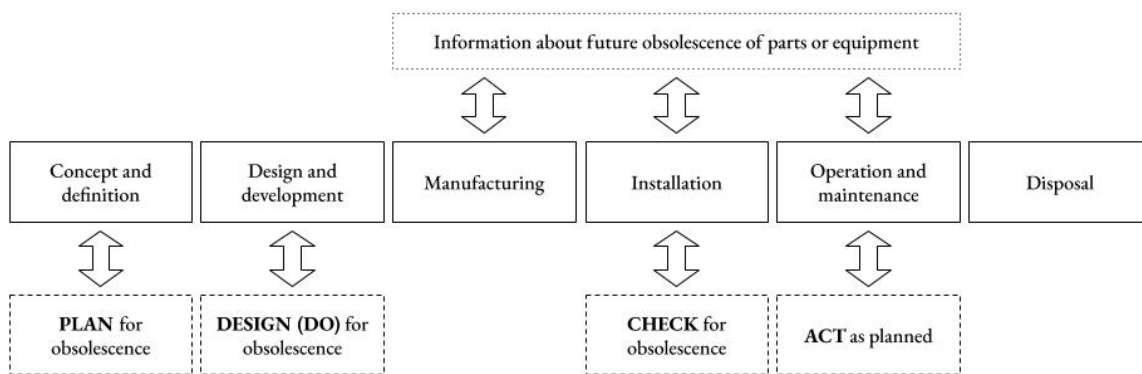 Information about future obsolescence of parts or equipment
Concept and
definition
Design and
development
Manufacturing
Installation
Operation and
maintenance
Disposal
PLAN for
obsolescence
DESIGN (DO) for
obsolescence
CHECK for
obsolescence
ACT as planned